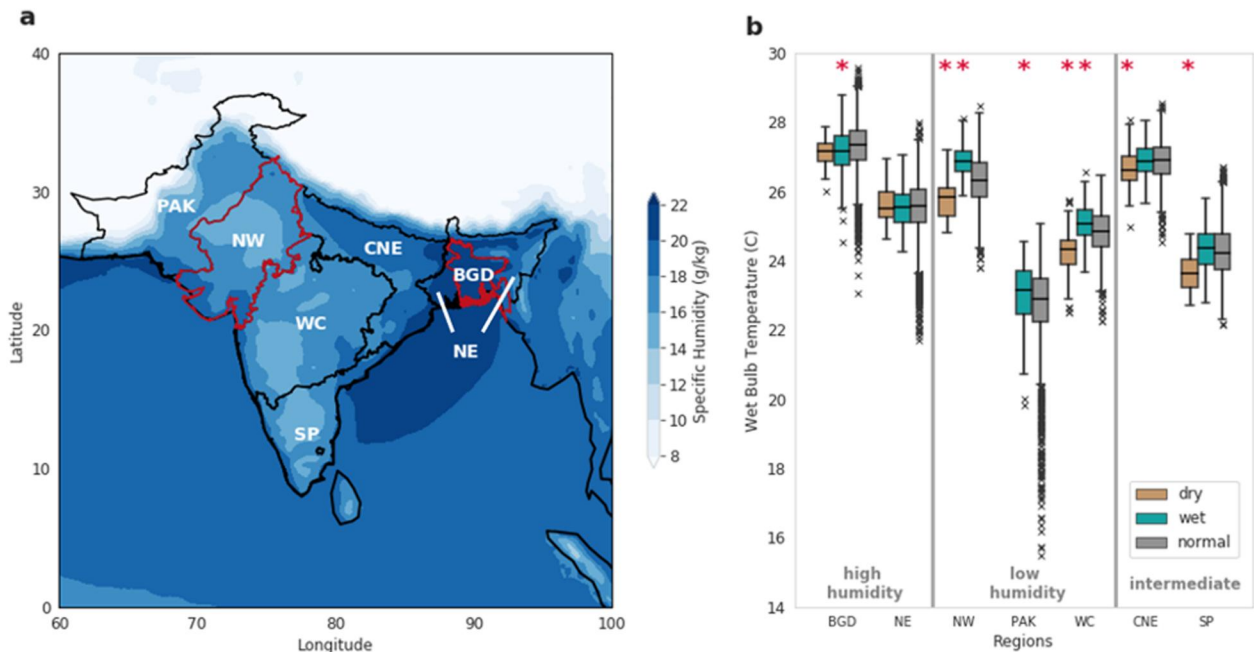 a
40
30
20
10
0
Latitude
60
70
80
90
100
Longitude
PAK
NW
CNE
BGD
WC
NE
SP
22
20
18
16
14
12
10
8
Specific Humidity (g/kg)
b
30
28
26
24
22
20
18
16
14
Wet Bulb Temperature (C)
* * * * * * * *
dry
wet
normal
high
humidity
low
humidity
intermediate
BGD
NE
NW
PAK
WC
CNE
SP
Regions